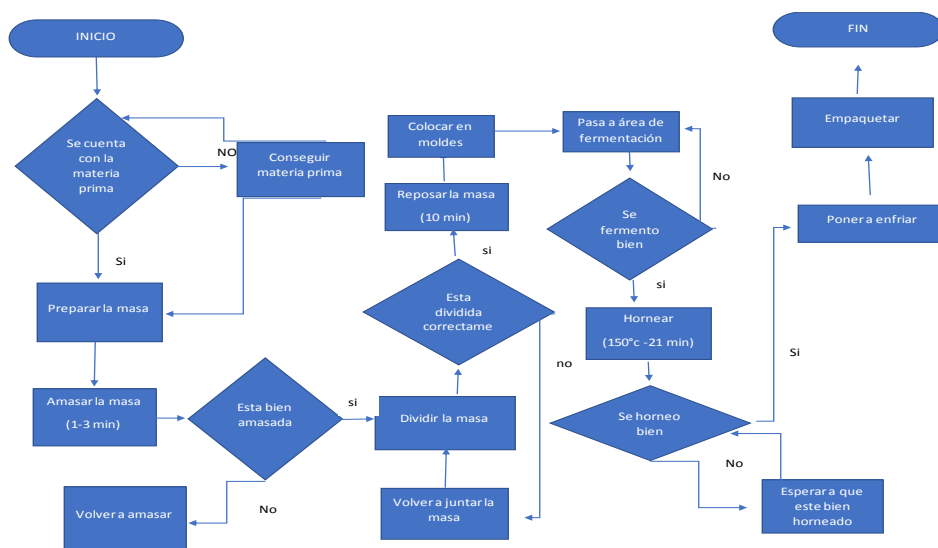 INICIO
Se cuenta
con la
materia
prima
NO
Conseguir
materia prima
Si
Preparar la masa
Amasar la masa
(1-3 min)
Esta bien
amasada
No
Volver a amasar
si
Dividir la masa
Volver a juntar la
masa
Esta
dividida
correctame
no
si
Reposar la masa
(10 min)
Colocar en
moldes
Pasa a área de
fermentación
No
Se
fermento
bien
si
Hornear
(150°c -21 min)
Se horneo
bien
No
Esperar a que
este bien
horneado
Si
Poner a enfriar
Empaquetar
FIN